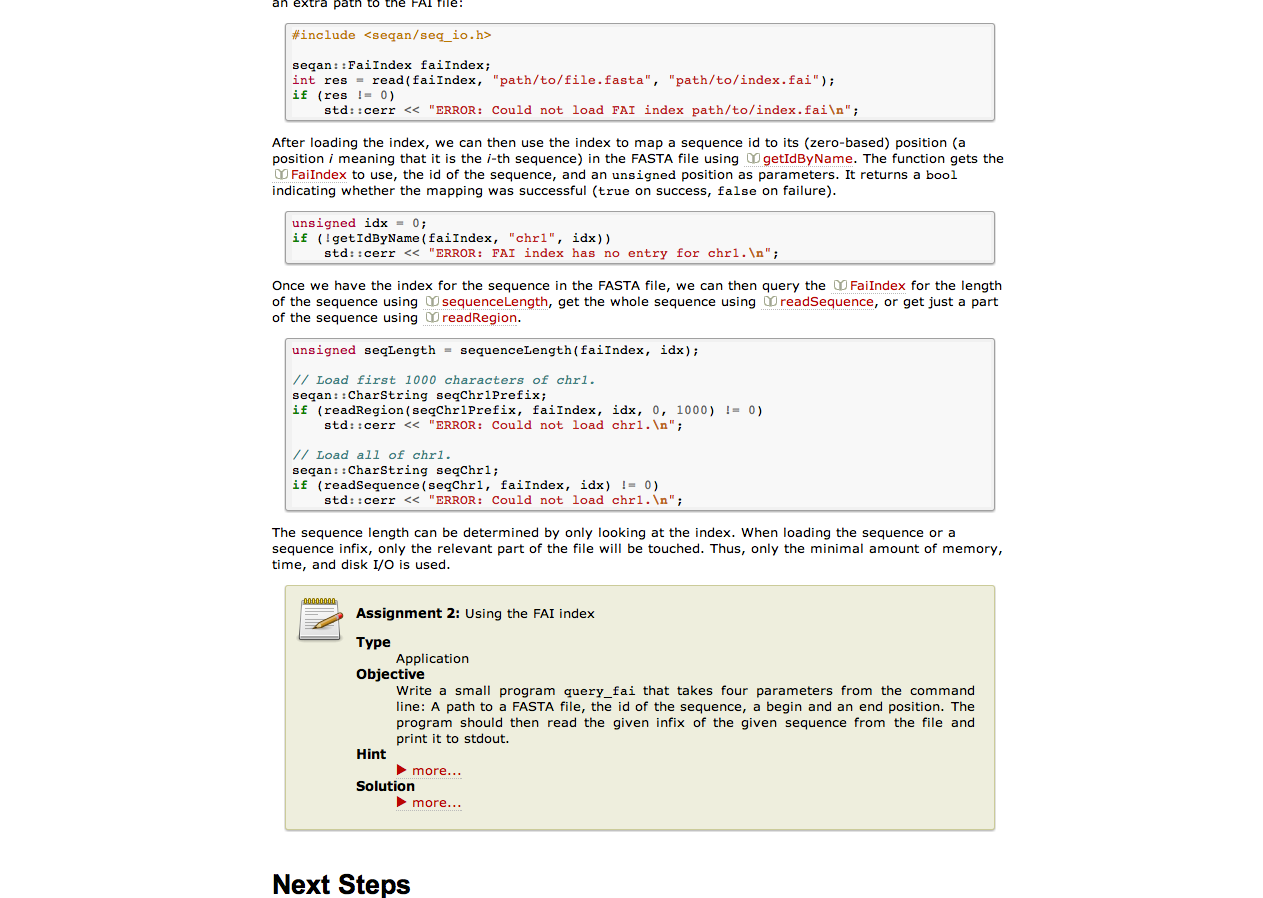 an extra path to the FAI file:
#include <seqan/seq_io.h>
seqan::FaiIndex faiIndex;
int res = read(faiIndex, "path/to/file.fasta", "path/to/index.fai");
if (res != 0)
    std::cerr << "ERROR: Could not load FAI index path/to/index.fai\n";
After loading the index, we can then use the index to map a sequence id to its (zero-based) position (a
position i meaning that it is the i-th sequence) in the FASTA file using getIdByName. The function gets the
FaiIndex to use, the id of the sequence, and an unsigned position as parameters. It returns a bool
indicating whether the mapping was successful (true on success, false on failure).
unsigned idx = 0;
if (!getIdByName(faiIndex, "chr1", idx))
    std::cerr << "ERROR: FAI index has no entry for chr1.\n";
Once we have the index for the sequence in the FASTA file, we can then query the FaiIndex for the length
of the sequence using sequenceLength, get the whole sequence using readSequence, or get just a part
of the sequence using readRegion.
unsigned seqLength = sequenceLength(faiIndex, idx);
// Load first 1000 characters of chr1.
seqan::CharString seqChr1Prefix;
if (readRegion(seqChr1Prefix, faiIndex, idx, 0, 1000) != 0)
    std::cerr << "ERROR: Could not load chr1.\n";
// Load all of chr1.
seqan::CharString seqChr1;
if (readSequence(seqChr1, faiIndex, idx) != 0)
    std::cerr << "ERROR: Could not load chr1.\n";
The sequence length can be determined by only looking at the index. When loading the sequence or a
sequence infix, only the relevant part of the file will be touched. Thus, only the minimal amount of memory,
time, and disk I/O is used.
Assignment 2: Using the FAI index
Type
Application
Objective
Write a small program query_fai that takes four parameters from the command
line: A path to a FASTA file, the id of the sequence, a begin and an end position. The
program should then read the given infix of the given sequence from the file and
print it to stdout.
Hint
more...
Solution
more...
Next Steps